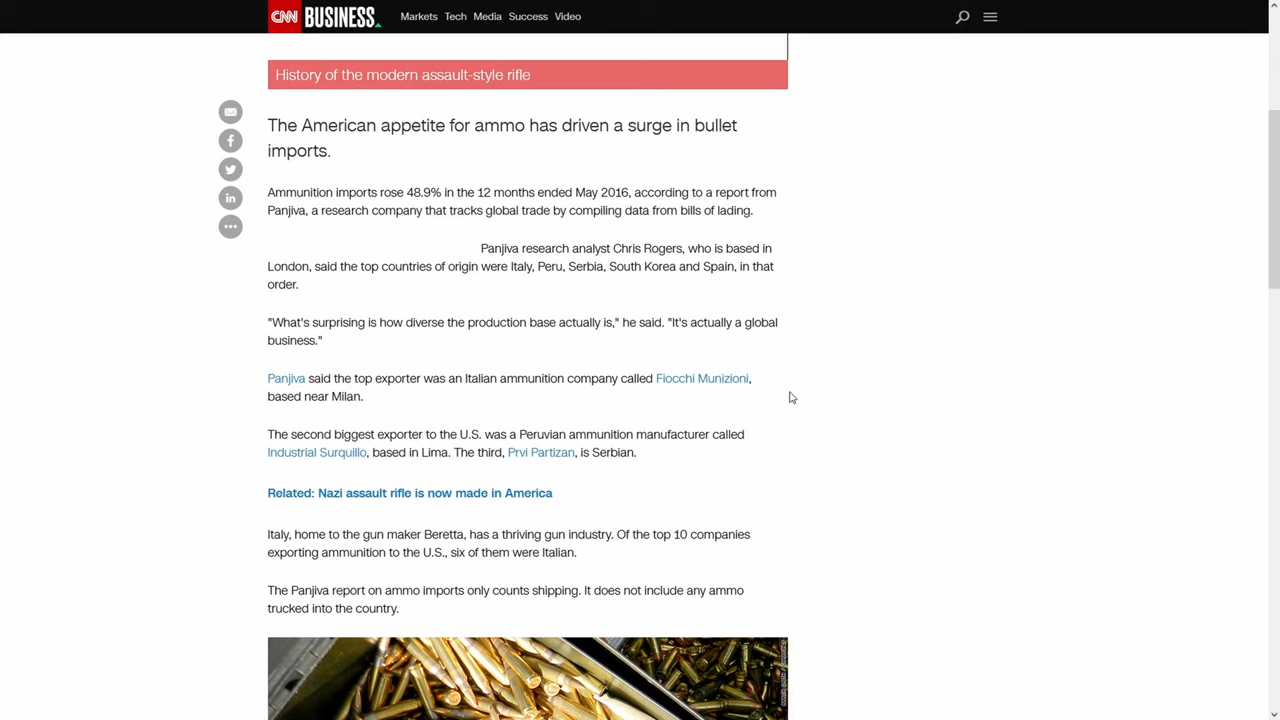 CNN BUSINESS Markets Tech Media Success Video
History of the modern assault-style rifle
The American appetite for ammo has driven a surge in bullet
imports.
Ammunition imports rose 48.9% in the 12 months ended May 2016, according to a report from
Panjiva, a research company that tracks global trade by compiling data from bills of lading.
Panjiva research analyst Chris Rogers, who is based in
London, said the top countries of origin were Italy, Peru, Serbia, South Korea and Spain, in that
order.
"What's surprising is how diverse the production base actually is," he said. "It's actually a global
business."
Panjiva said the top exporter was an Italian ammunition company called Fiocchi Munizioni,
based near Milan.
The second biggest exporter to the U.S. was a Peruvian ammunition manufacturer called
Industrial Surquillo, based in Lima. The third, Prvi Partizan, is Serbian.
Related: Nazi assault rifle is now made in America
Italy, home to the gun maker Beretta, has a thriving gun industry. Of the top 10 companies
exporting ammunition to the U.S., six of them were Italian.
The Panjiva report on ammo imports only counts shipping. It does not include any ammo
trucked into the country.